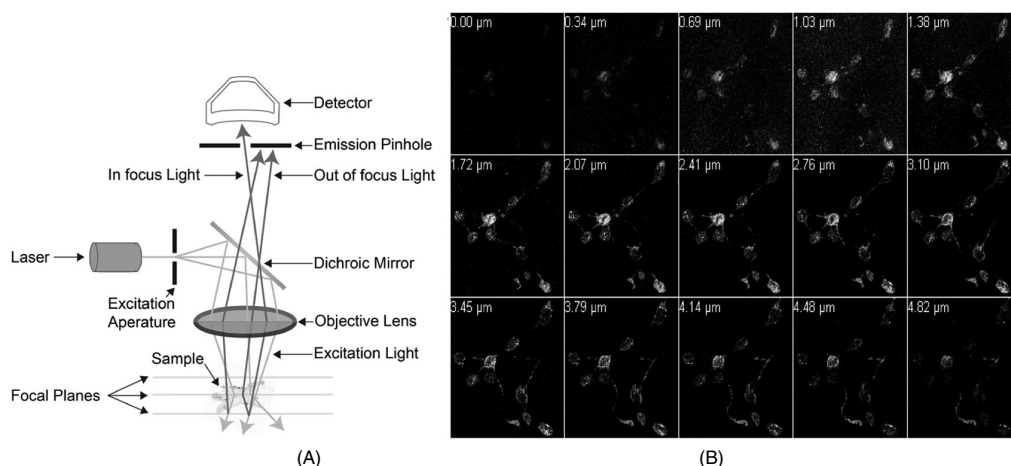 Detector
Emission Pinhole
In focus Light
Out of focus Light
Laser
Dichroic Mirror
Excitation
Aperature
Objective Lens
Sample
Excitation Light
Focal Planes
(A)
0.00 µm
0.34 µm
0.69 µm
1.03 µm
1.38 µm
1.72 µm
2.07 µm
2.41 µm
2.76 µm
3.10 µm
3.45 µm
3.79 µm
4.14 µm
4.48 µm
4.82 µm
(B)